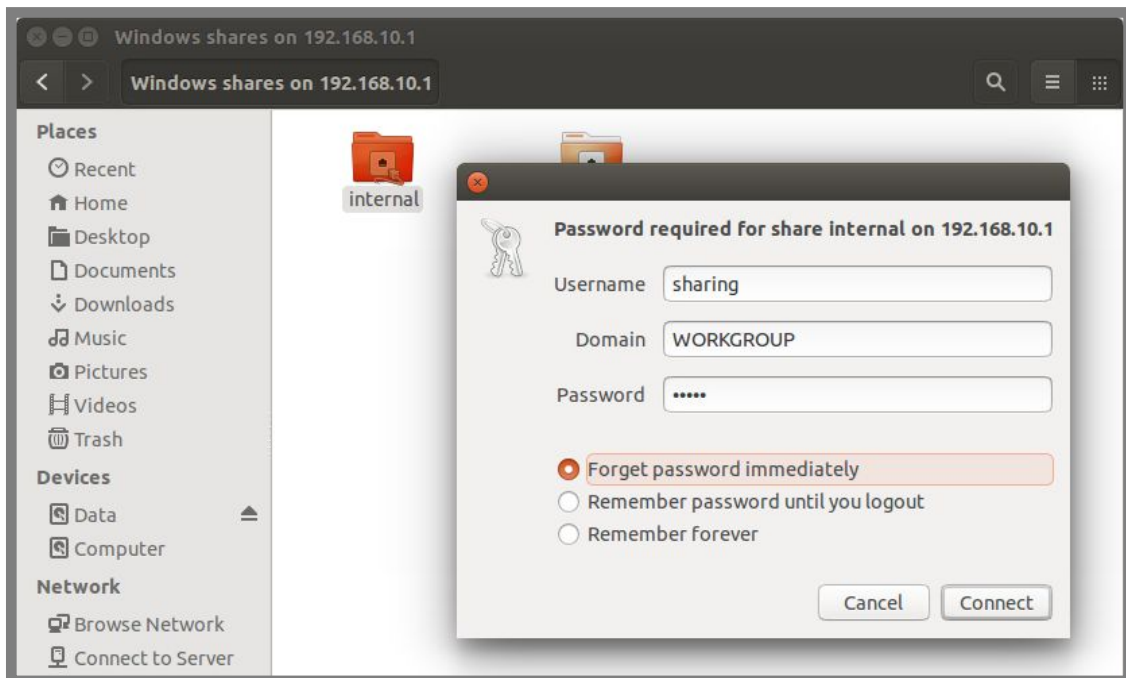 Windows shares on 192.168.10.1
Windows shares on 192.168.10.1
Places
Recent
Home
Desktop
Documents
Downloads
Music
Pictures
Videos
Trash
Devices
Data
Computer
Network
Browse Network
Connect to Server
internal
Password required for share internal on 192.168.10.1
Username sharing
Domain WORKGROUP
Password •••••
Forget password immediately
Remember password until you logout
Remember forever
Cancel Connect